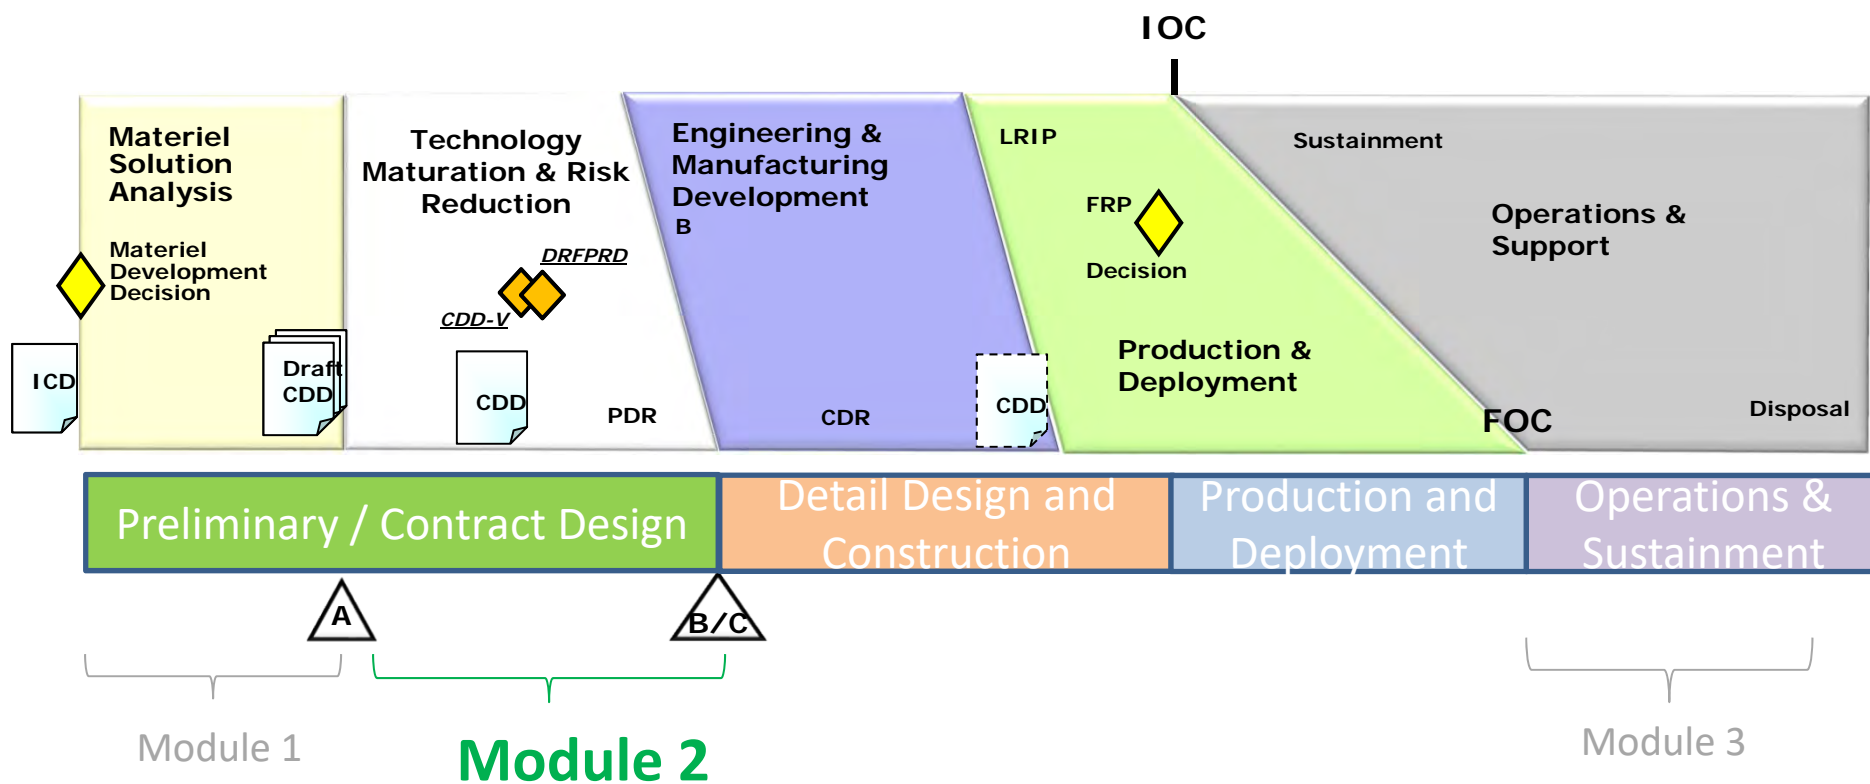 IOC
Materiel
Solution
Analysis
Materiel
Development
Decision
ICD
Draft
CDD
Technology
Maturation & Risk
Reduction
DRFPRD
CDD-V
CDD
PDR
Engineering &
Manufacturing
Development
B
CDR
CDD
LRIP
FRP
Decision
Production &
Deployment
FOC
Sustainment
Operations &
Support
Disposal
Preliminary / Contract Design
Detail Design and
Construction
Production and
Deployment
Operations &
Sustainment
A
B/C
Module 1
Module 2
Module 3